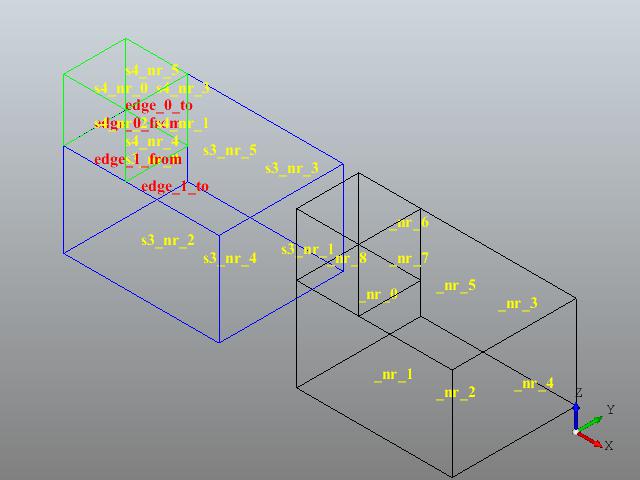 s4_nr_5
s4_nr_0
s4_nr_3
edge_0_to
edge_0_from
s4_nr_1
s4_nr_4
edge_1_from
edge_1_to
s3_nr_5
s3_nr_3
s3_nr_2
s3_nr_4
s3_nr_1
_nr_8
_nr_6
_nr_7
_nr_0
_nr_5
_nr_3
_nr_1
_nr_2
_nr_4
Z
Y
X